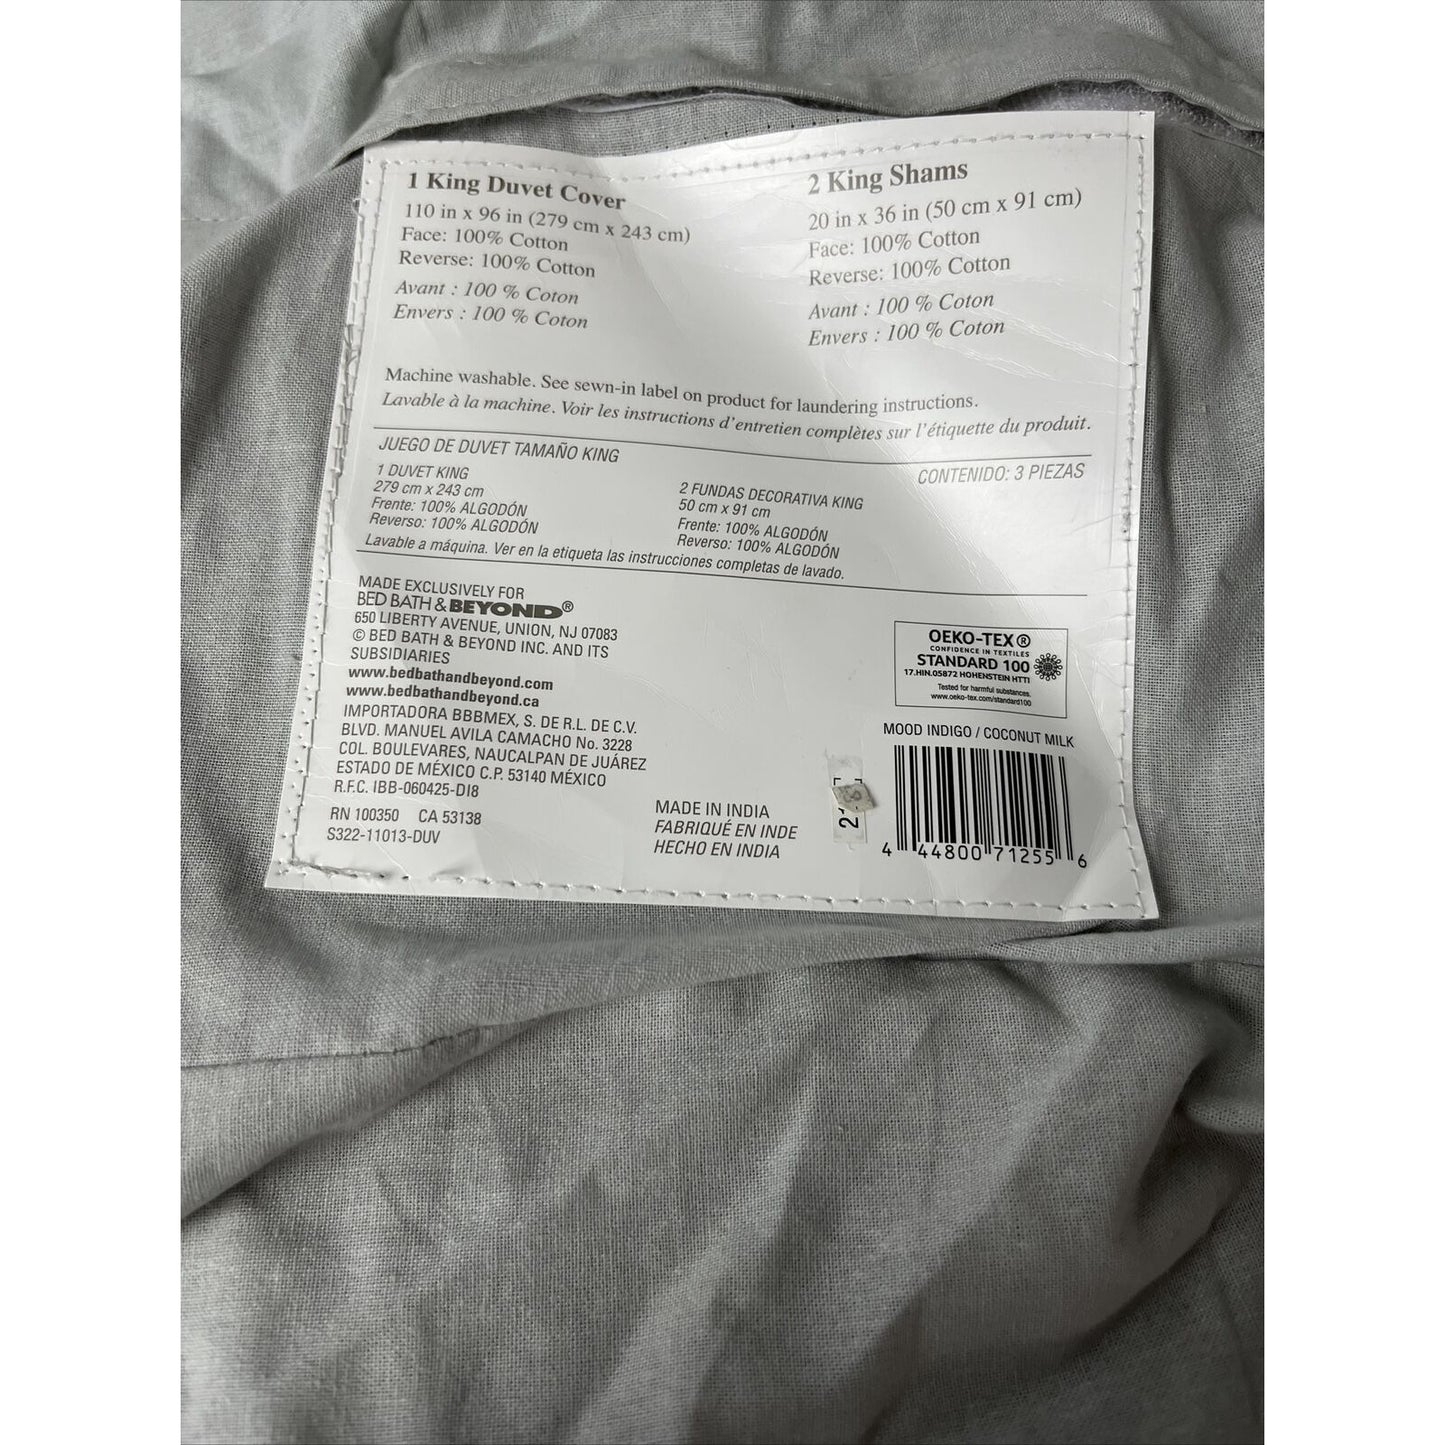 1 King Duvet Cover
110 in x 96 in (279 cm x 243 cm)
Face: 100% Cotton
Reverse: 100% Cotton
Avant : 100 % Coton
Envers : 100 % Coton
2 King Shams
20 in x 36 in (50 cm x 91 cm)
Face: 100% Cotton
Reverse: 100% Cotton
Avant : 100 % Coton
Envers : 100 % Coton
Machine washable. See sewn-in label on product for laundering instructions.
Lavable à la machine. Voir les instructions d'entretien complètes sur l'étiquette du produit.
JUEGO DE DUVET TAMAÑO KING
CONTENIDO: 3 PIEZAS
1 DUVET KING
279 cm x 243 cm
Frente: 100% ALGODÓN
Reverso: 100% ALGODÓN
2 FUNDAS DECORATIVA KING
50 cm x 91 cm
Frente: 100% ALGODÓN
Reverso: 100% ALGODÓN
Lavable a máquina. Ver en la etiqueta las instrucciones completas de lavado.
MADE EXCLUSIVELY FOR
BED BATH & BEYOND®
650 LIBERTY AVENUE, UNION, NJ 07083
© BED BATH & BEYOND INC. AND ITS
SUBSIDIARIES
www.bedbathandbeyond.com
www.bedbathandbeyond.ca
IMPORTADORA BBBMEX, S. DE R.L. DE C.V.
BLVD. MANUEL AVILA CAMACHO No. 3228
COL. BOULEVARES, NAUCALPAN DE JUÁREZ
ESTADO DE MÉXICO C.P. 53140 MÉXICO
R.F.C. IBB-060425-DI8
RN 100350 CA 53138
S322-11013-DUV
MADE IN INDIA
FABRIQUÉ EN INDE
HECHO EN INDIA
OEKO-TEX®
CONFIDENCE IN TEXTILES
STANDARD 100
17.HIN.05872 HOHENSTEIN HTTI
Tested for harmful substances.
www.oeko-tex.com/standard100
MOOD INDIGO / COCONUT MILK
4 44800 71255 6